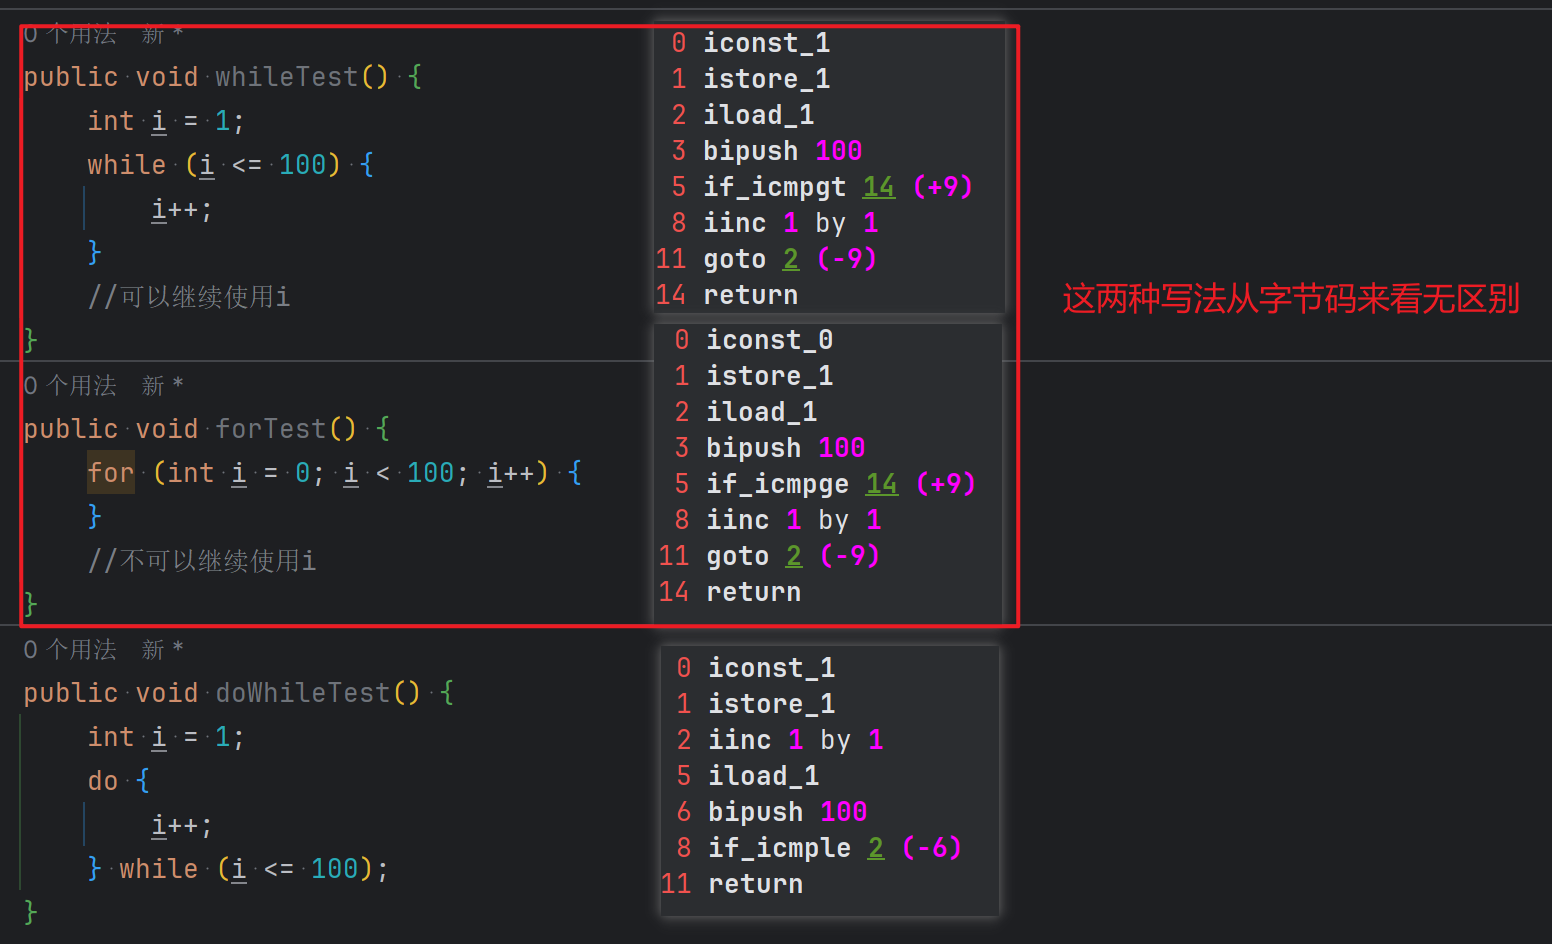 0 个用法 新 *
public void whileTest() {
int i = 1;
while (i <= 100) {
i++;
}
//可以继续使用i
}
0 iconst_1
1 istore_1
2 iload_1
3 bipush 100
5 if_icmpgt 14 (+9)
8 iinc 1 by 1
11 goto 2 (-9)
14 return
这两种写法从字节码来看无区别
0 个用法 新 *
public void forTest() {
for (int i = 0; i < 100; i++) {
}
//不可以继续使用i
}
0 iconst_0
1 istore_1
2 iload_1
3 bipush 100
5 if_icmpge 14 (+9)
8 iinc 1 by 1
11 goto 2 (-9)
14 return
0 个用法 新 *
public void doWhileTest() {
int i = 1;
do {
i++;
} while (i <= 100);
}
0 iconst_1
1 istore_1
2 iinc 1 by 1
5 iload_1
6 bipush 100
8 if_icmple 2 (-6)
11 return